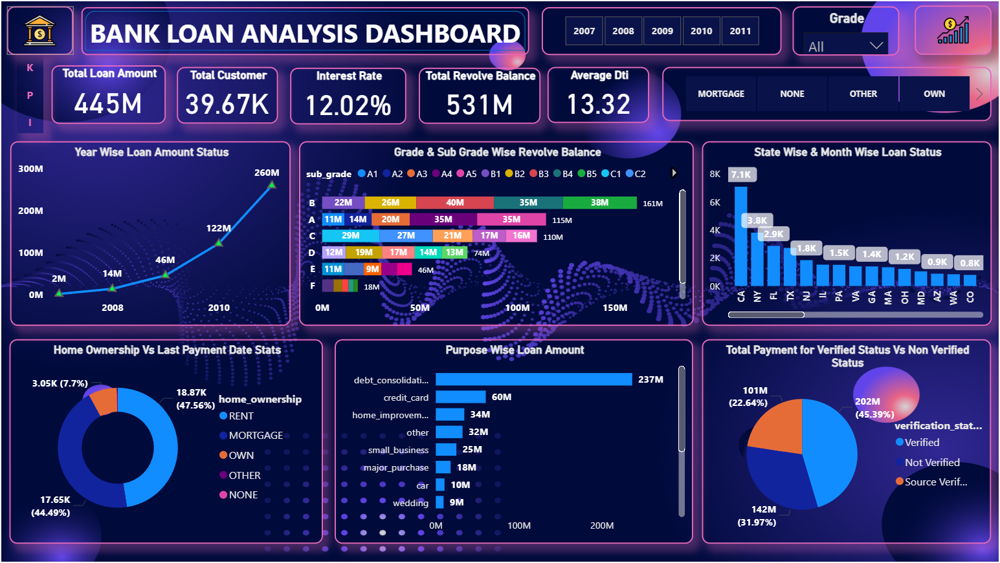 BANK LOAN ANALYSIS DASHBOARD
2007 2008 2009 2010 2011
Grade
All
K
P
I
Total Loan Amount
445M
Total Customer
39.67K
Interest Rate
12.02%
Total Revolve Balance
531M
Average Dti
13.32
MORTGAGE NONE OTHER OWN
Year Wise Loan Amount Status
300M
200M
100M
0M
2M
14M
46M
122M
260M
2008 2010
Grade & Sub Grade Wise Revolve Balance
sub_grade A1 A2 A3 A4 A5 B1 B2 B3 B4 B5 C1 C2
B 22M 26M 40M 35M 38M 161M
A 11M 14M 20M 35M 35M 115M
C 29M 27M 21M 17M 16M 110M
D 12M 19M 17M 14M 13M 74M
E 11M 9M 46M
F 18M
0M 50M 100M 150M
State Wise & Month Wise Loan Status
8K
6K
4K
2K
0K
7.1K
3.8K
2.9K
1.8K
1.5K
1.4K
1.2K
0.9K
0.8K
CA NY FL TX NJ IL PA VA GA MA OH MD AZ WA CO
Home Ownership Vs Last Payment Date Stats
3.05K (7.7%)
18.87K
(47.56%)
17.65K
(44.49%)
home_ownership
RENT
MORTGAGE
OWN
OTHER
NONE
Purpose Wise Loan Amount
debt_consolidati... 237M
credit_card 60M
home_improvem... 34M
other 32M
small_business 25M
major_purchase 18M
car 10M
wedding 9M
0M 100M 200M
Total Payment for Verified Status Vs Non Verified
Status
101M
(22.64%)
202M
(45.39%)
142M
(31.97%)
verification_stat...
Verified
Not Verified
Source Verif...